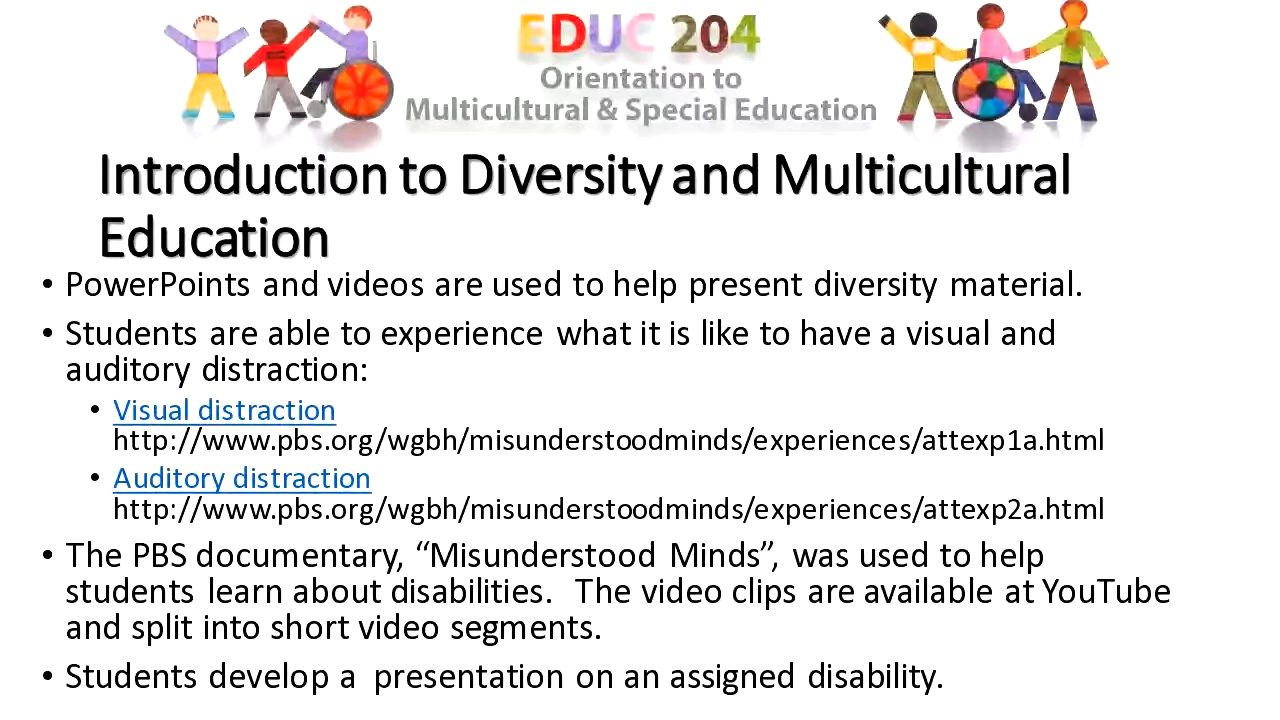 EDUC 204
Orientation to
Multicultural & Special Education
Introduction to Diversity and Multicultural
Education
• PowerPoints and videos are used to help present diversity material.
• Students are able to experience what it is like to have a visual and
auditory distraction:
• Visual distraction
http://www.pbs.org/wgbh/misunderstoodminds/experiences/attexp1a.html
• Auditory distraction
http://www.pbs.org/wgbh/misunderstoodminds/experiences/attexp2a.html
• The PBS documentary, “Misunderstood Minds”, was used to help
students learn about disabilities.  The video clips are available at YouTube
and split into short video segments.
• Students develop a  presentation on an assigned disability.